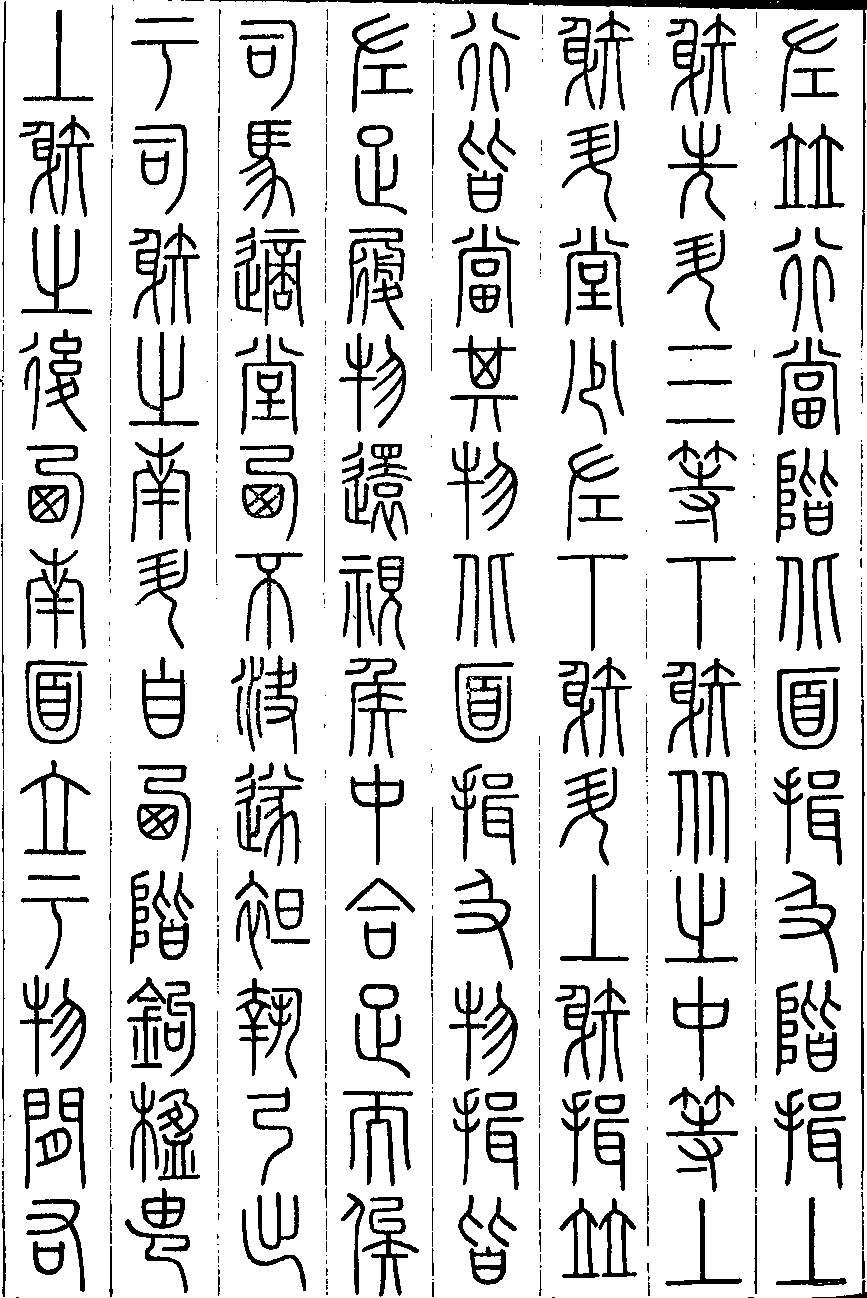 左並行當階北面揖及階揖上
射先升三等下射从之中等上
射升堂少左下射升上射揖並
行皆當其物北面揖及物揖皆
左足履物還視侯中合足而俟
司馬適堂西不決遂袒執弓出
于司射之南升自西階鉤楹由
上射之後西南面立于物間右